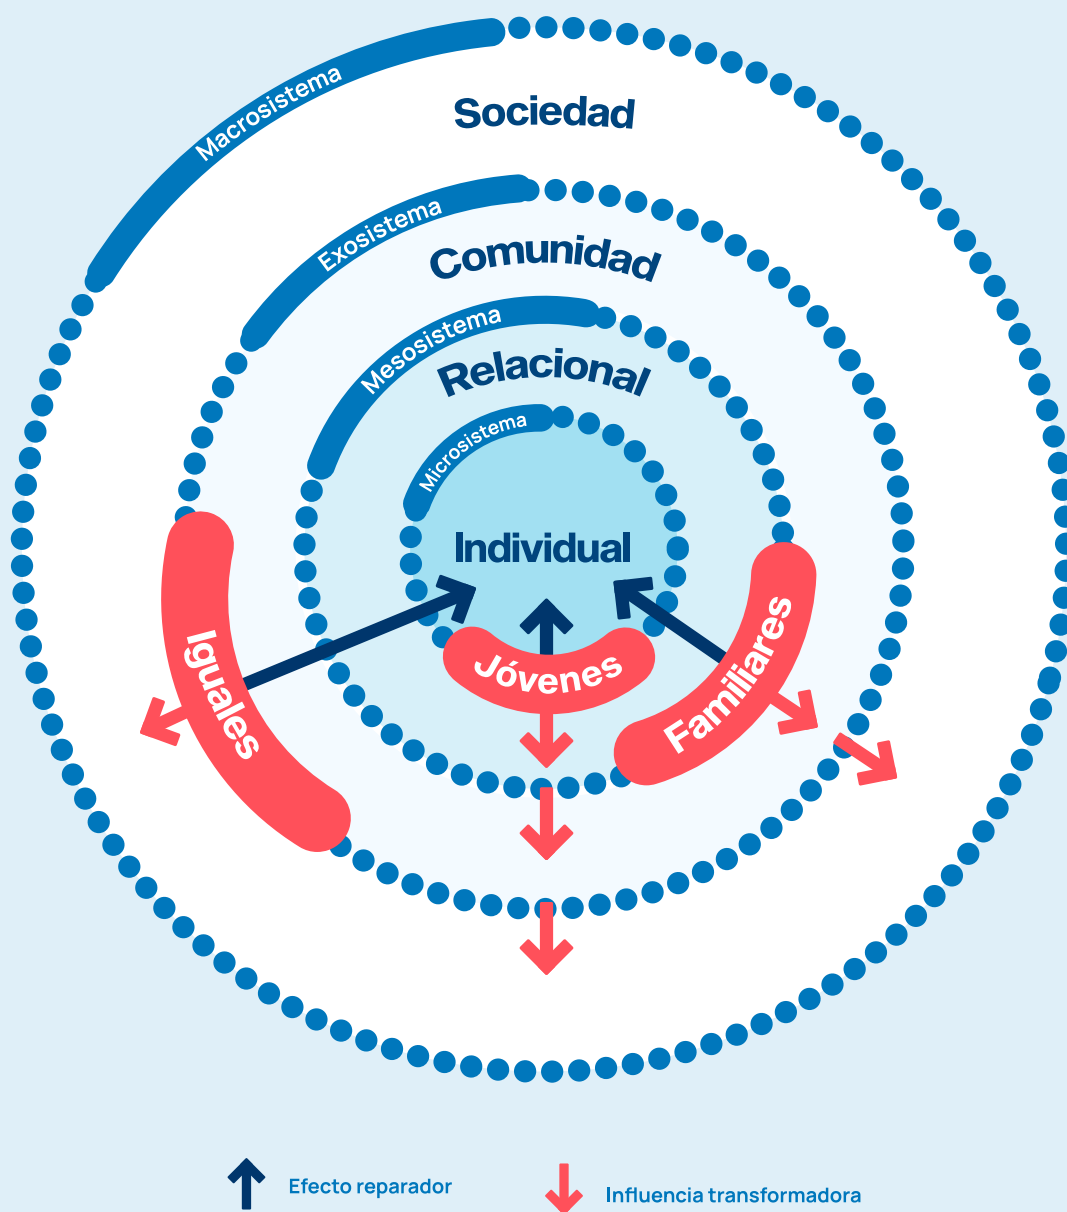 Macrosistema
Sociedad
Exosistema
Comunidad
Mesosistema
Relacional
Microsistema
Individual
Iguales
Jóvenes
Familiares
Efecto reparador
Influencia transformadora